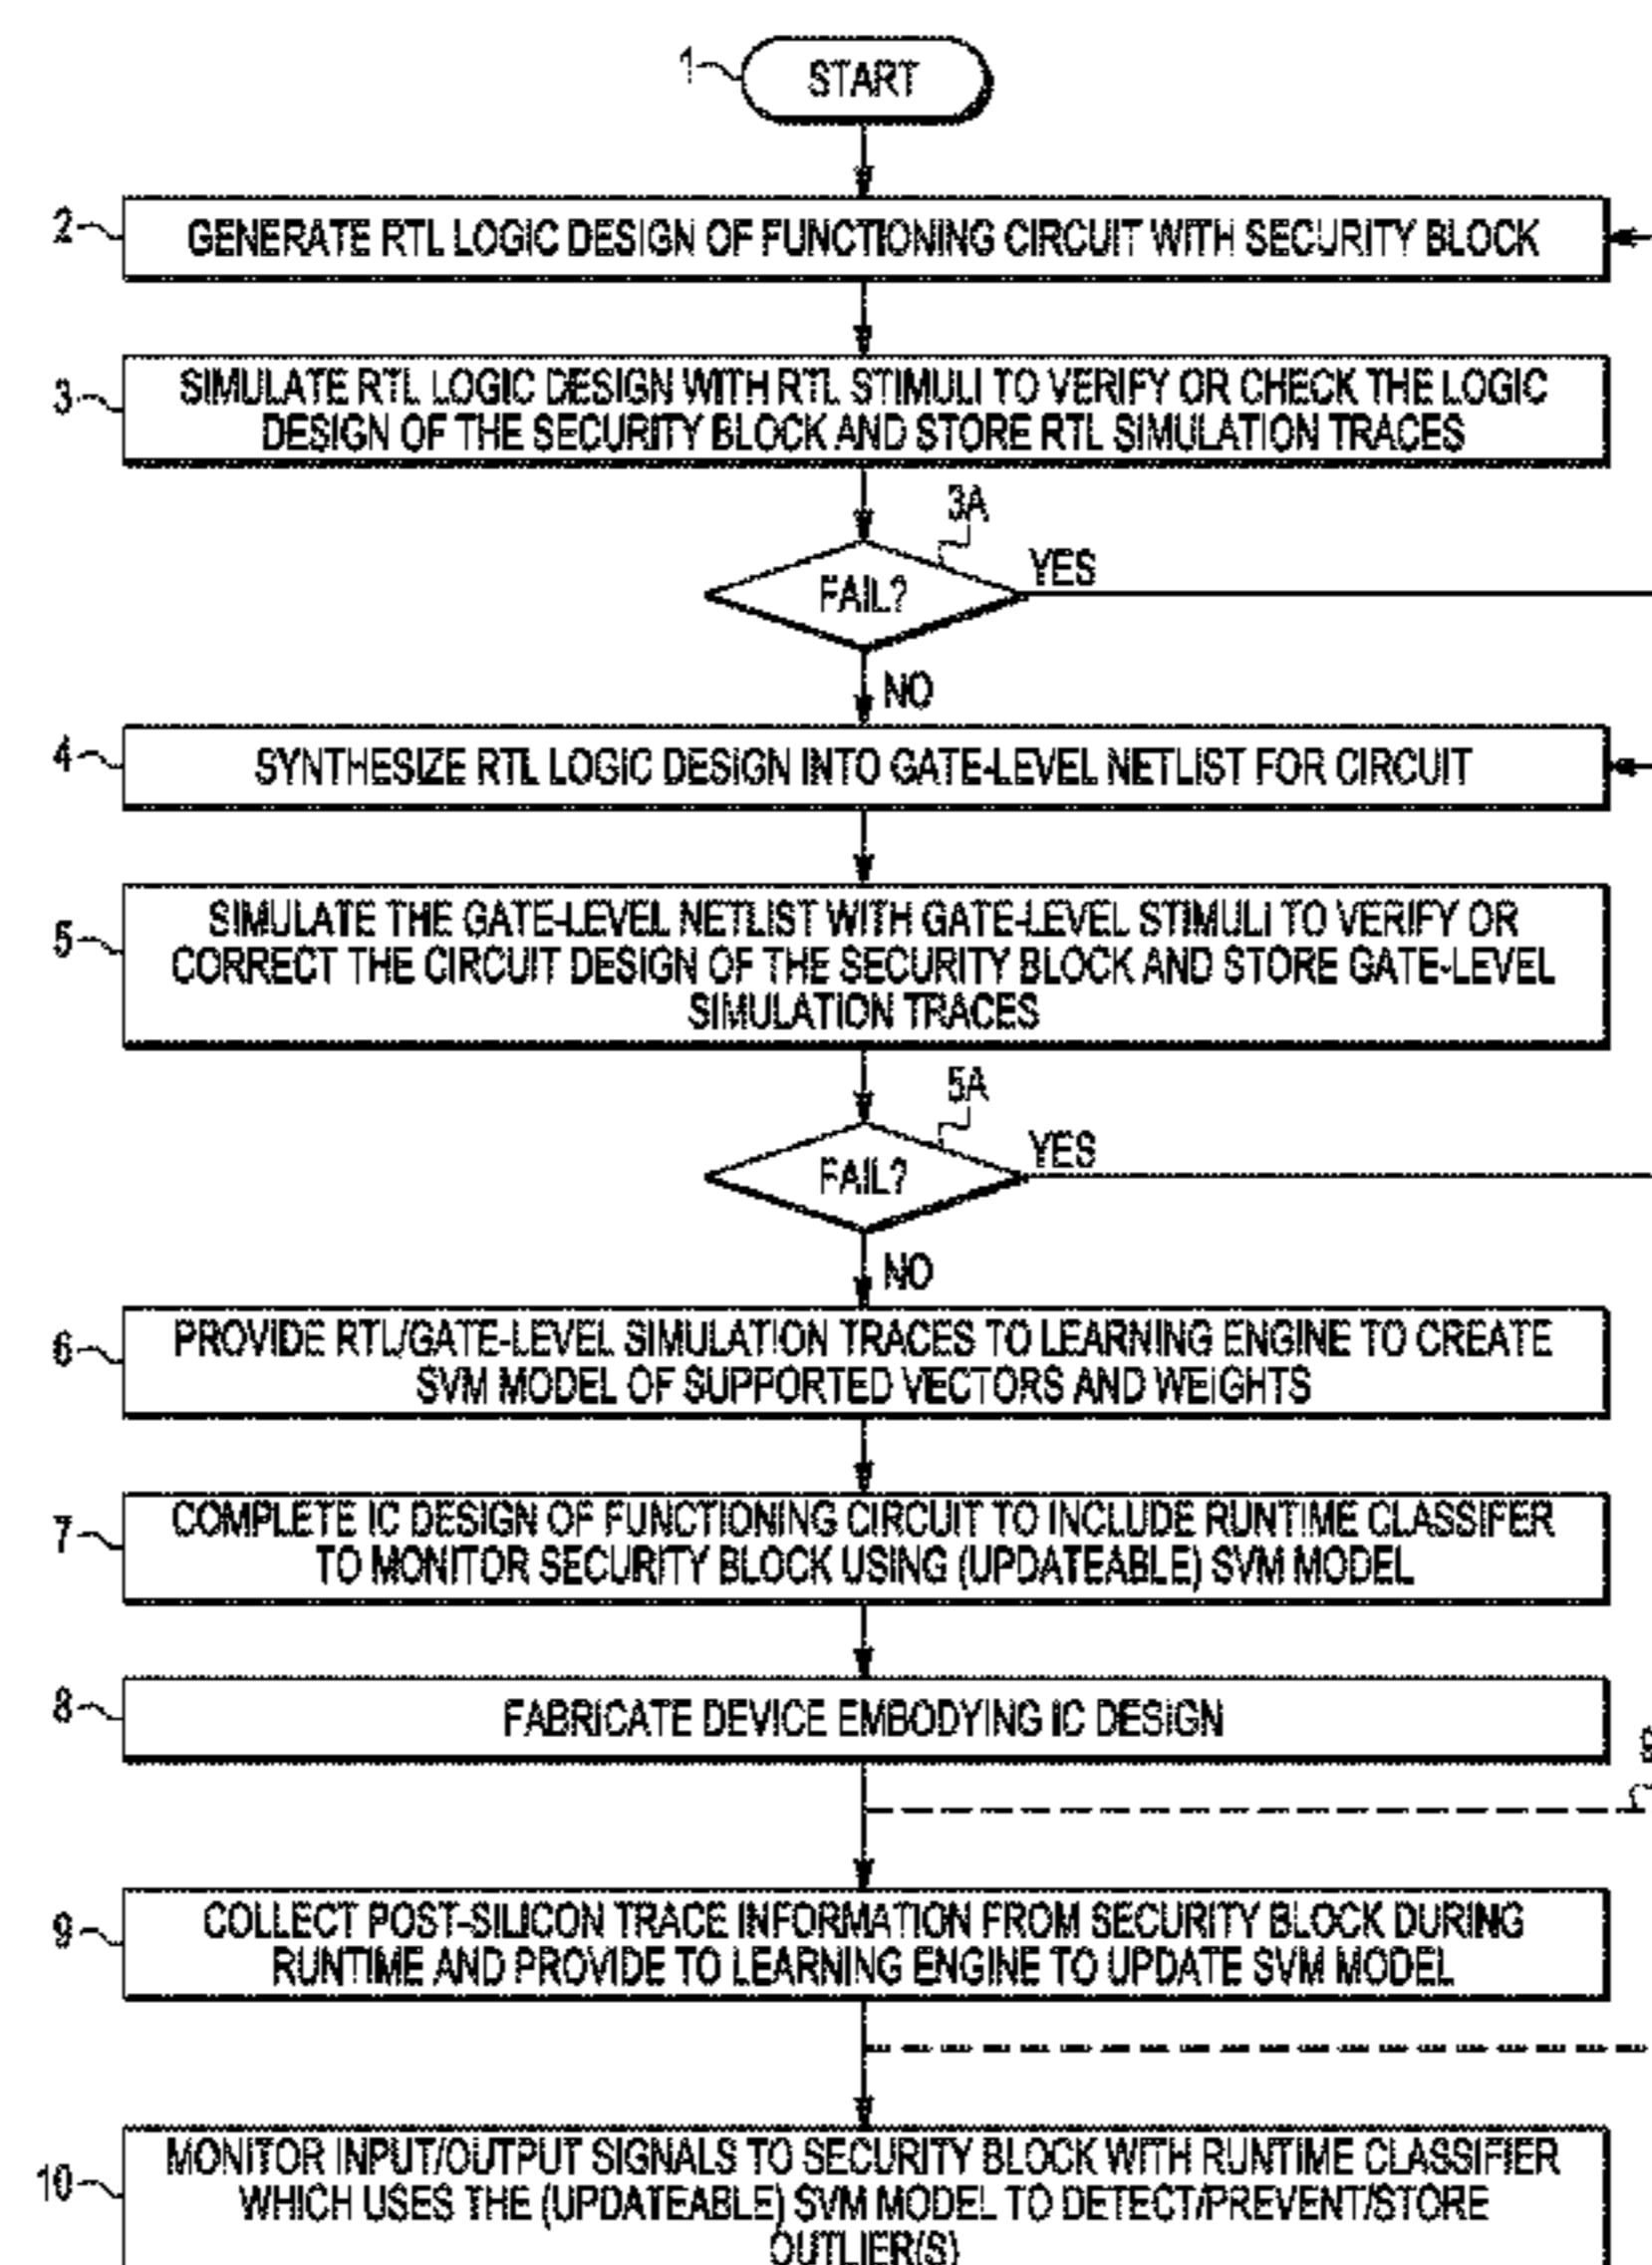 1
START
2
GENERATE RTL LOGIC DESIGN OF FUNCTIONING CIRCUIT WITH SECURITY BLOCK
3
SIMULATE RTL LOGIC DESIGN WITH RTL STIMULI TO VERIFY OR CHECK THE LOGIC
DESIGN OF THE SECURITY BLOCK AND STORE RTL SIMULATION TRACES
3A
FAIL?
YES
NO
4
SYNTHESIZE RTL LOGIC DESIGN INTO GATE-LEVEL NETLIST FOR CIRCUIT
5
SIMULATE THE GATE-LEVEL NETLIST WITH GATE-LEVEL STIMULI TO VERIFY OR
CORRECT THE CIRCUIT DESIGN OF THE SECURITY BLOCK AND STORE GATE-LEVEL
SIMULATION TRACES
5A
FAIL?
YES
NO
6
PROVIDE RTL/GATE-LEVEL SIMULATION TRACES TO LEARNING ENGINE TO CREATE
SVM MODEL OF SUPPORTED VECTORS AND WEIGHTS
7
COMPLETE IC DESIGN OF FUNCTIONING CIRCUIT TO INCLUDE RUNTIME CLASSIFER
TO MONITOR SECURITY BLOCK USING (UPDATEABLE) SVM MODEL
8
FABRICATE DEVICE EMBODYING IC DESIGN
9
COLLECT POST-SILICON TRACE INFORMATION FROM SECURITY BLOCK DURING
RUNTIME AND PROVIDE TO LEARNING ENGINE TO UPDATE SVM MODEL
10
MONITOR INPUT/OUTPUT SIGNALS TO SECURITY BLOCK WITH RUNTIME CLASSIFIER
WHICH USES THE (UPDATEABLE) SVM MODEL TO DETECT/PREVENT/STORE
OUTLIER(S)